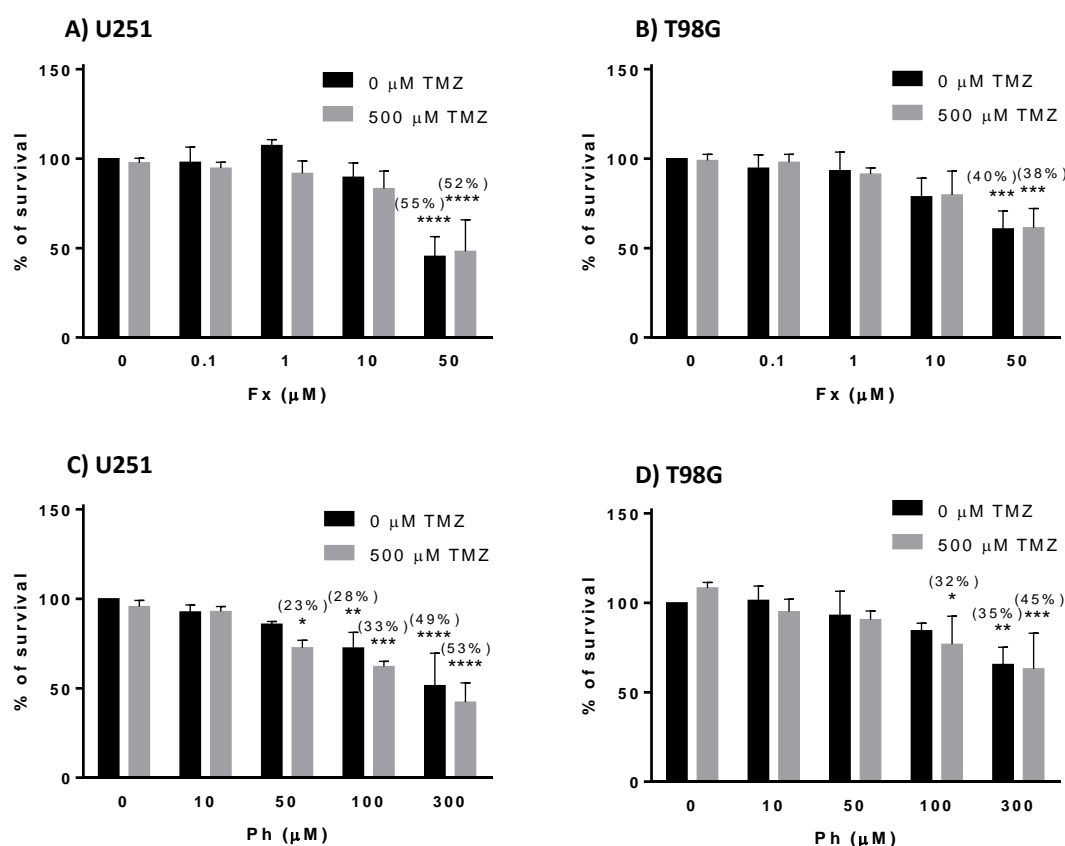 A) U251
150
100
50
0
% of survival
0 μM TMZ
500 μM TMZ
(55%)
****
(52%)
****
0 0.1 1 10 50
Fx (μM)
B) T98G
150
100
50
0
% of survival
0 μM TMZ
500 μM TMZ
(40%)
***
(38%)
***
0 0.1 1 10 50
Fx (μM)
C) U251
150
100
50
0
% of survival
0 μM TMZ
500 μM TMZ
(23%)
*
(28%)
**
(33%)
***
(49%)
****
(53%)
****
0 10 50 100 300
Ph (μM)
D) T98G
150
100
50
0
% of survival
0 μM TMZ
500 μM TMZ
(32%)
*
(35%)
**
(45%)
***
0 10 50 100 300
Ph (μM)